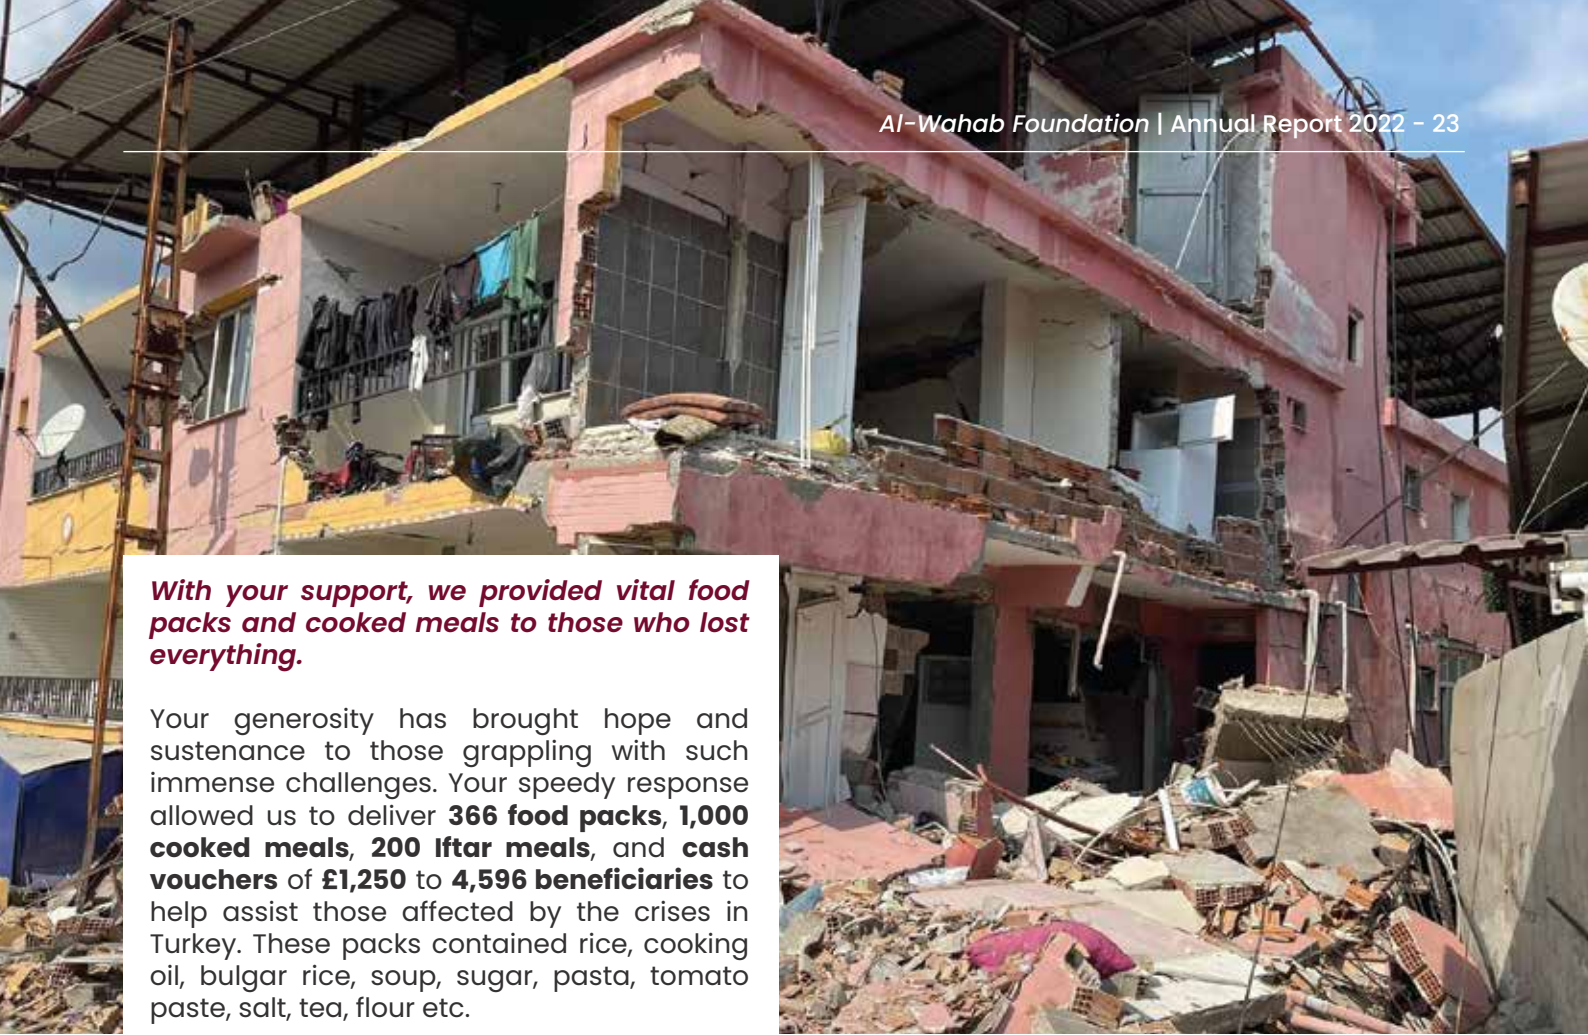 Al-Wahab Foundation | Annual Report 2022 - 23
With your support, we provided vital food
packs and cooked meals to those who lost
everything.
Your generosity has brought hope and
sustenance to those grappling with such
immense challenges. Your speedy response
allowed us to deliver 366 food packs, 1,000
cooked meals, 200 Iftar meals, and cash
vouchers of £1,250 to 4,596 beneficiaries to
help assist those affected by the crises in
Turkey. These packs contained rice, cooking
oil, bulgar rice, soup, sugar, pasta, tomato
paste, salt, tea, flour etc.